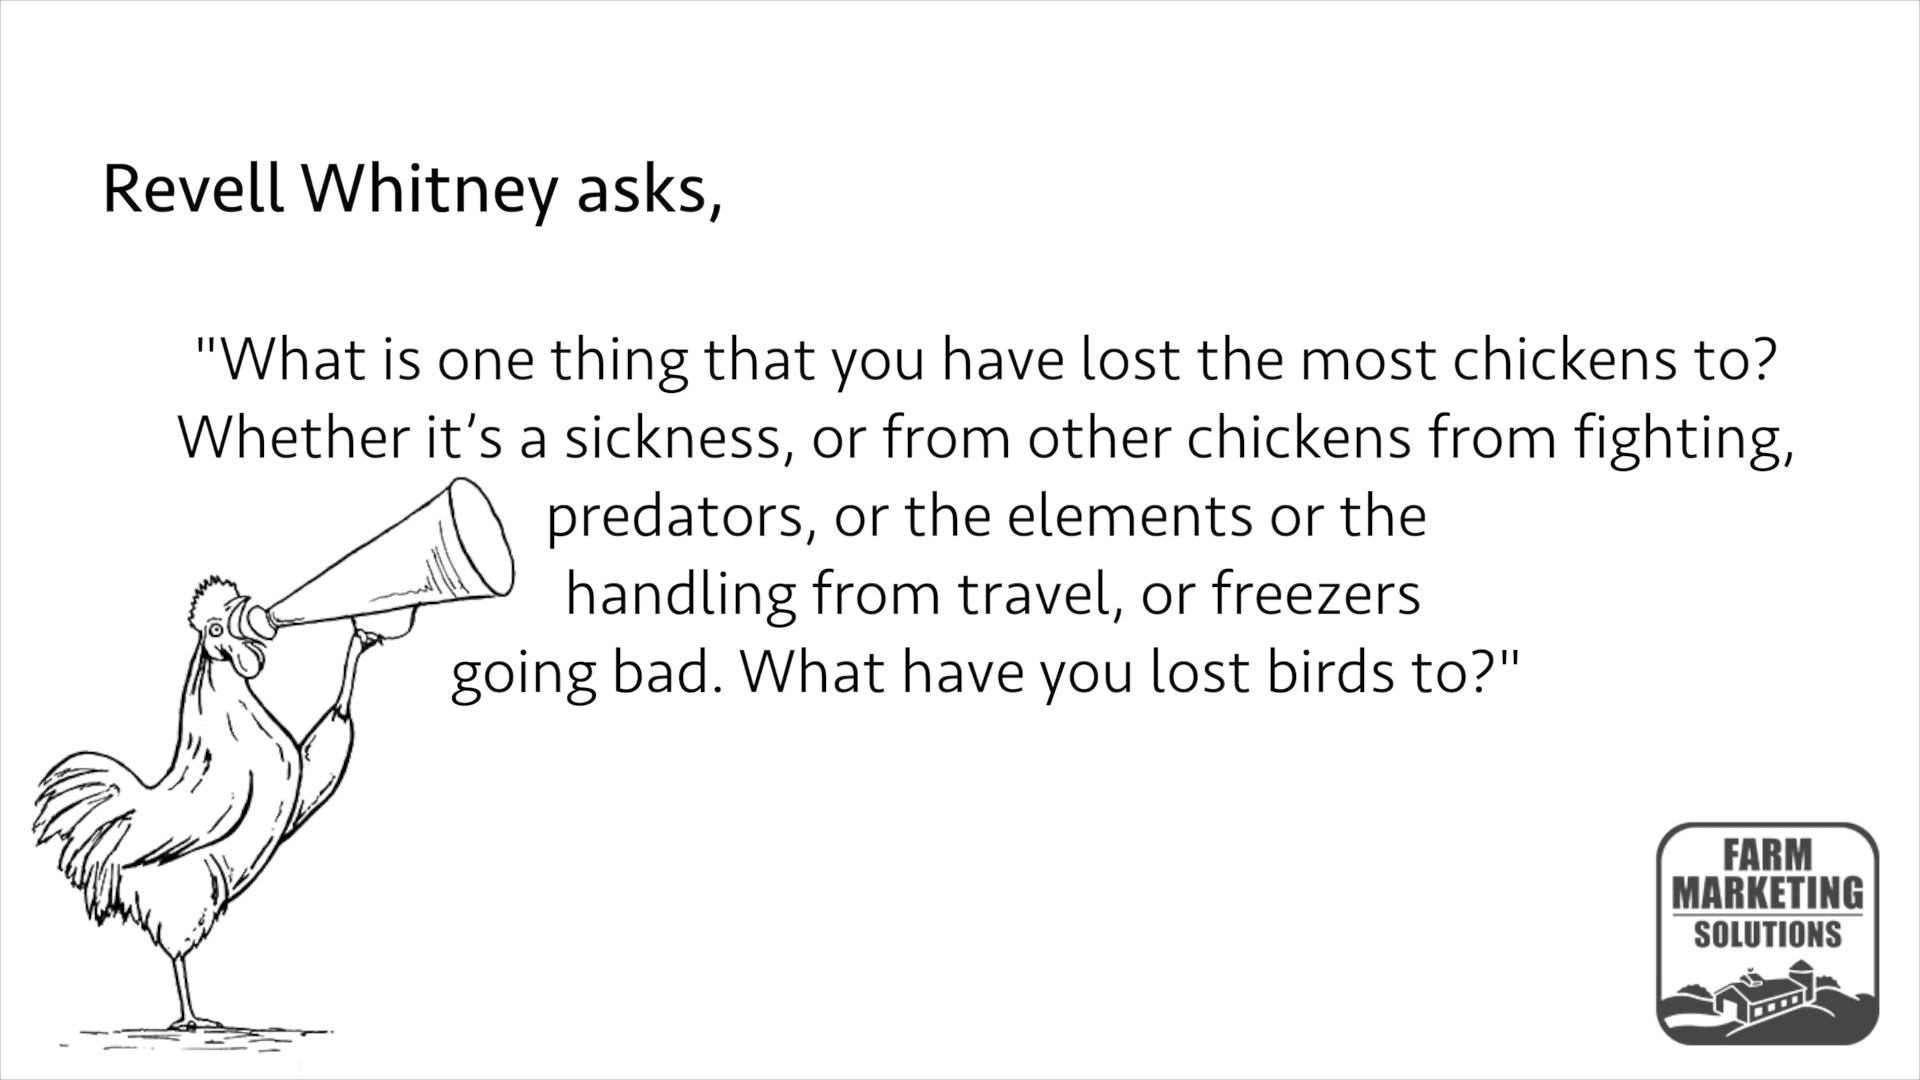 Revell Whitney asks,
"What is one thing that you have lost the most chickens to?
Whether it’s a sickness, or from other chickens from fighting,
predators, or the elements or the
handling from travel, or freezers
going bad. What have you lost birds to?"
FARM
MARKETING
SOLUTIONS